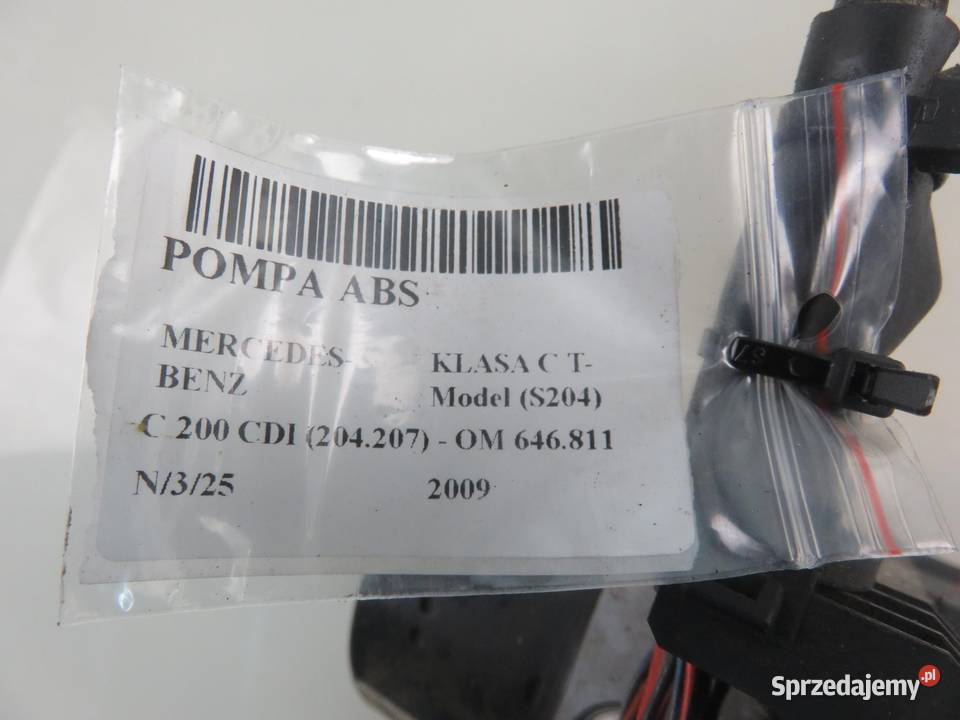 POMPA ABS
MERCEDES-BENZ
KLASA C T-
Model (S204)
C 200 CDI (204.207) - OM 646.811
N/3/25
2009
Sprzedajemy.pl